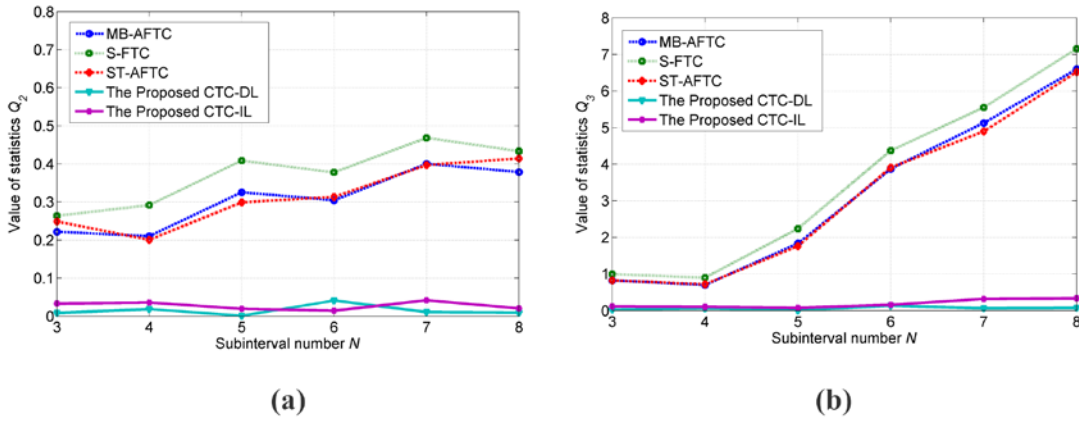 0.8
0.7
0.6
0.5
0.4
0.3
0.2
0.1
0
Value of statistics Q2
MB-AFTC
S-FTC
ST-AFTC
The Proposed CTC-DL
The Proposed CTC-IL
3 4 5 6 7 8
Subinterval number N
(a)
8
7
6
5
4
3
2
1
0
Value of statistics Q3
MB-AFTC
S-FTC
ST-AFTC
The Proposed CTC-DL
The Proposed CTC-IL
3 4 5 6 7 8
Subinterval number N
(b)